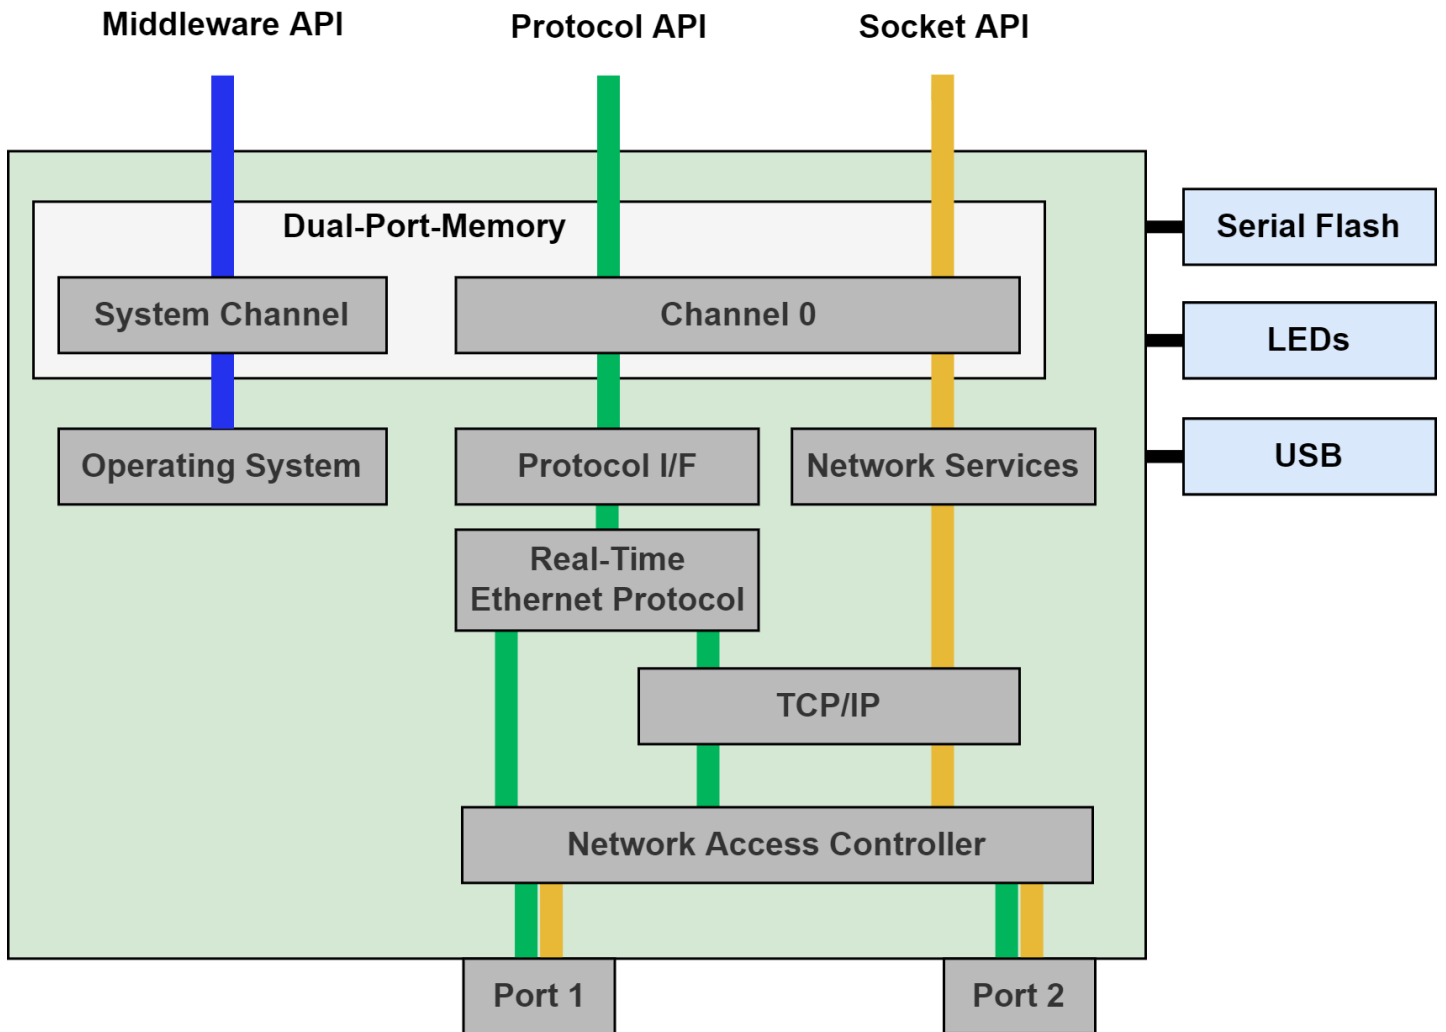 Middleware API
Protocol API
Socket API
Dual-Port-Memory
Serial Flash
System Channel
Channel 0
LEDs
Operating System
Protocol I/F
Network Services
USB
Real-Time
Ethernet Protocol
TCP/IP
Network Access Controller
Port 1
Port 2